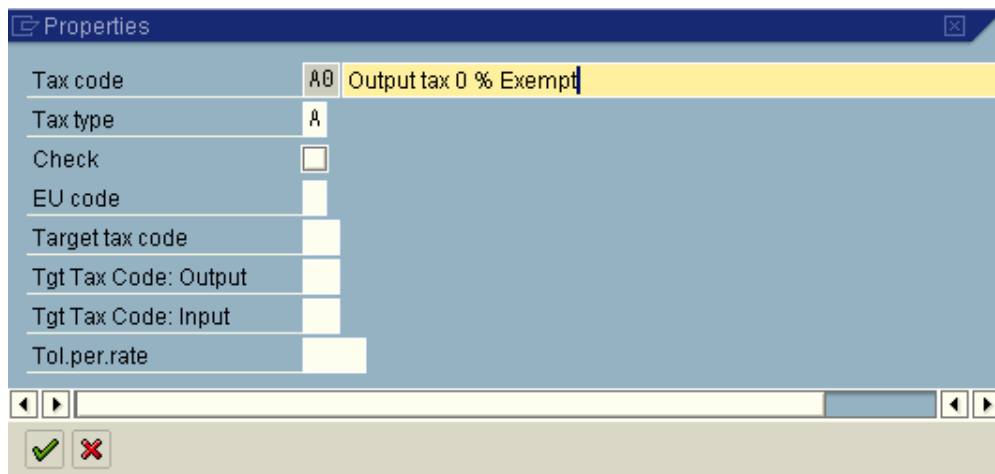 Properties
Tax code A0 Output tax 0 % Exempt
Tax type A
Check
EU code
Target tax code
Tgt Tax Code: Output
Tgt Tax Code: Input
Tol.per.rate